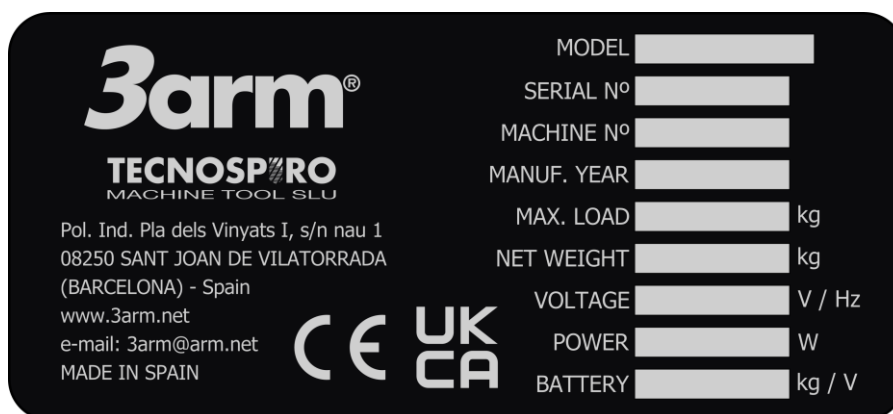 3arm®
TECNOSPIRO
MACHINE TOOL SLU
Pol. Ind. Pla dels Vinyats I, s/n nau 1
08250 SANT JOAN DE VILATORRADA
(BARCELONA) - Spain
www.3arm.net
e-mail: 3arm@arm.net
MADE IN SPAIN
CE
UK
CA
MODEL
SERIAL Nº
MACHINE Nº
MANUF. YEAR
MAX. LOAD kg
NET WEIGHT kg
VOLTAGE V / Hz
POWER W
BATTERY kg / V